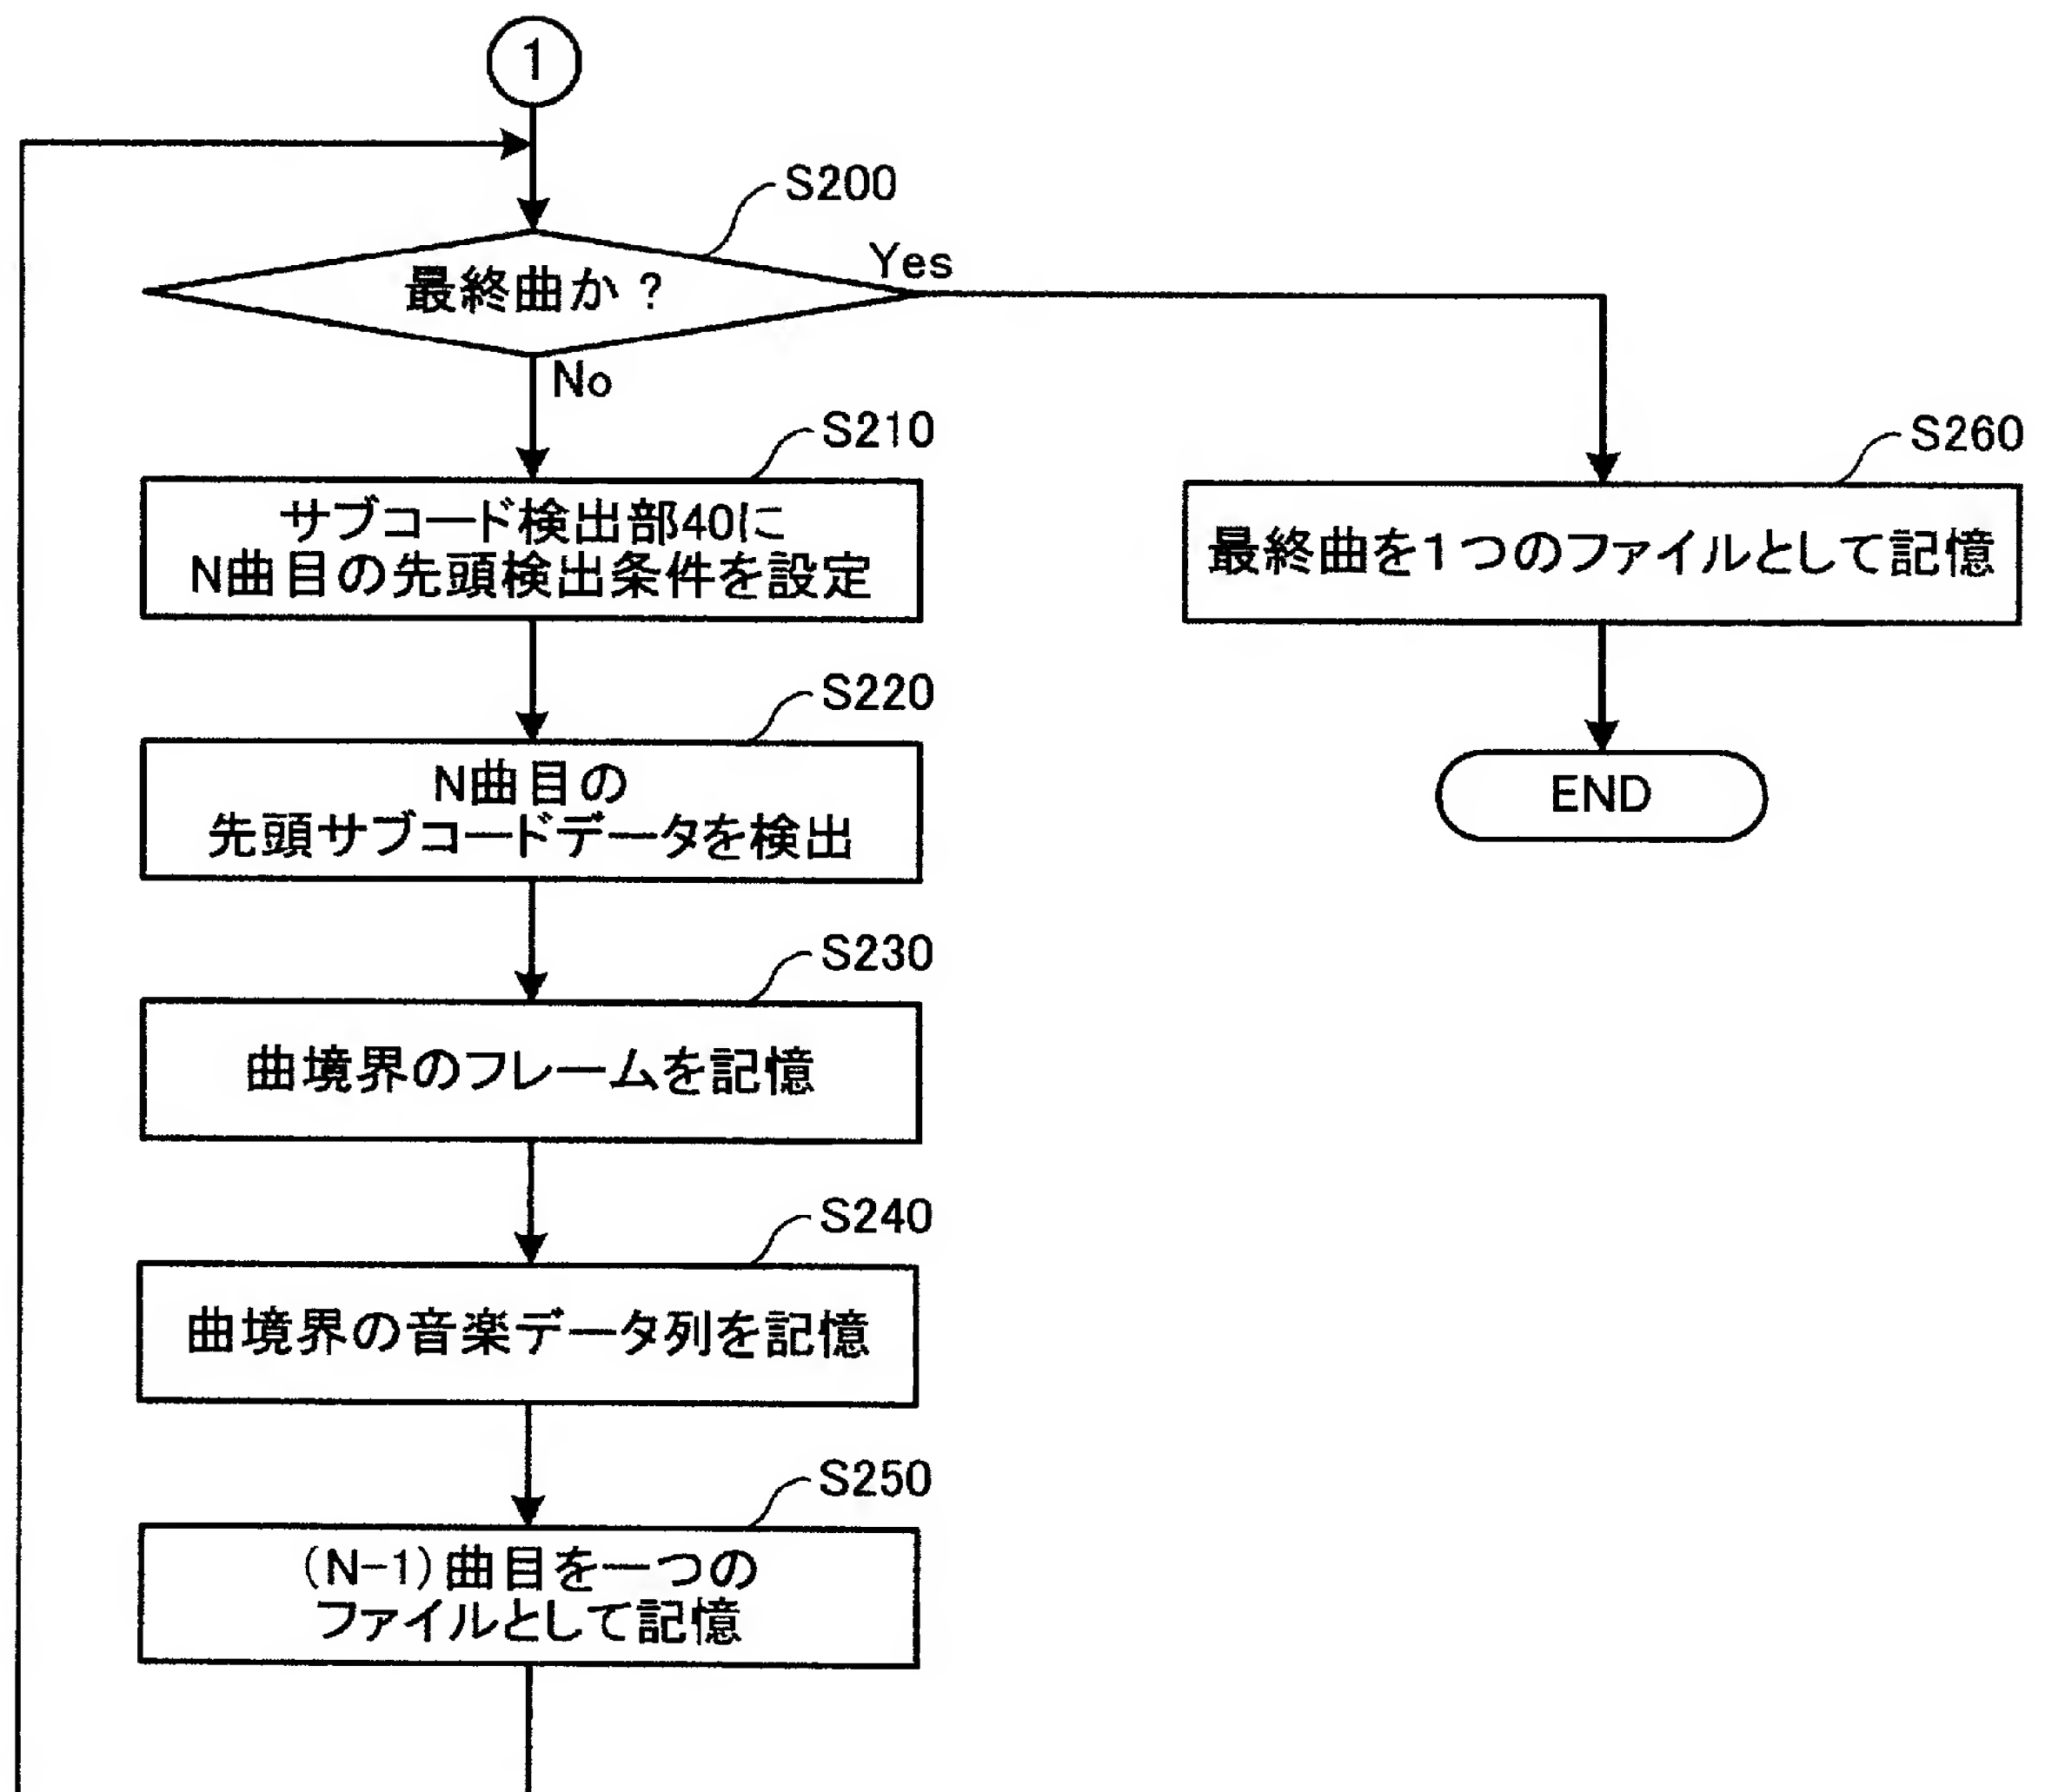 1
S200
最終曲か？
Yes
No
S210
サブコード検出部40に
N曲目の先頭検出条件を設定
S220
N曲目の
先頭サブコードデータを検出
S230
曲境界のフレームを記憶
S240
曲境界の音楽データ列を記憶
S250
(N-1)曲目を一つの
ファイルとして記憶
S260
最終曲を1つのファイルとして記憶
END